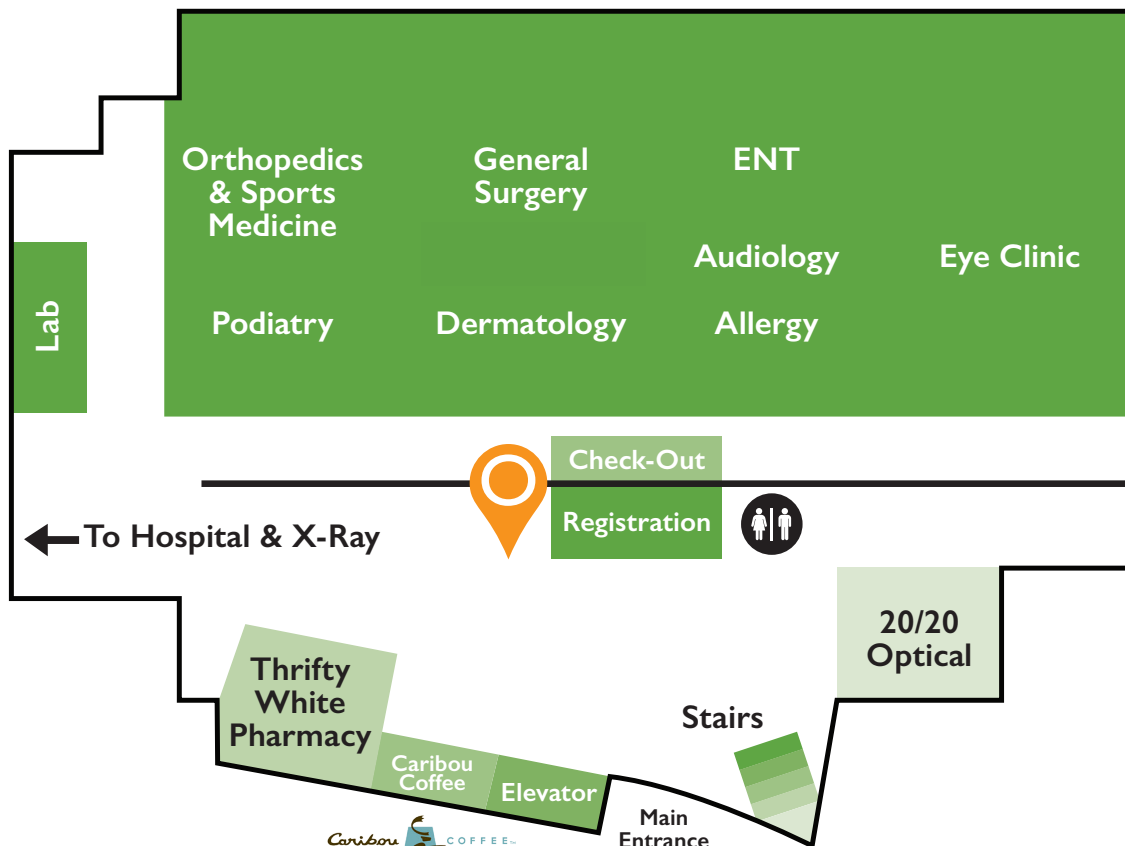 Orthopedics
& Sports
Medicine
General
Surgery
ENT
Audiology
Eye Clinic
Lab
Podiatry
Dermatology
Allergy
Check-Out
Registration
To Hospital & X-Ray
20/20
Optical
Thrifty
White
Pharmacy
Stairs
Caribou
Coffee
Elevator
Main
Entrance
Caribou COFFEE